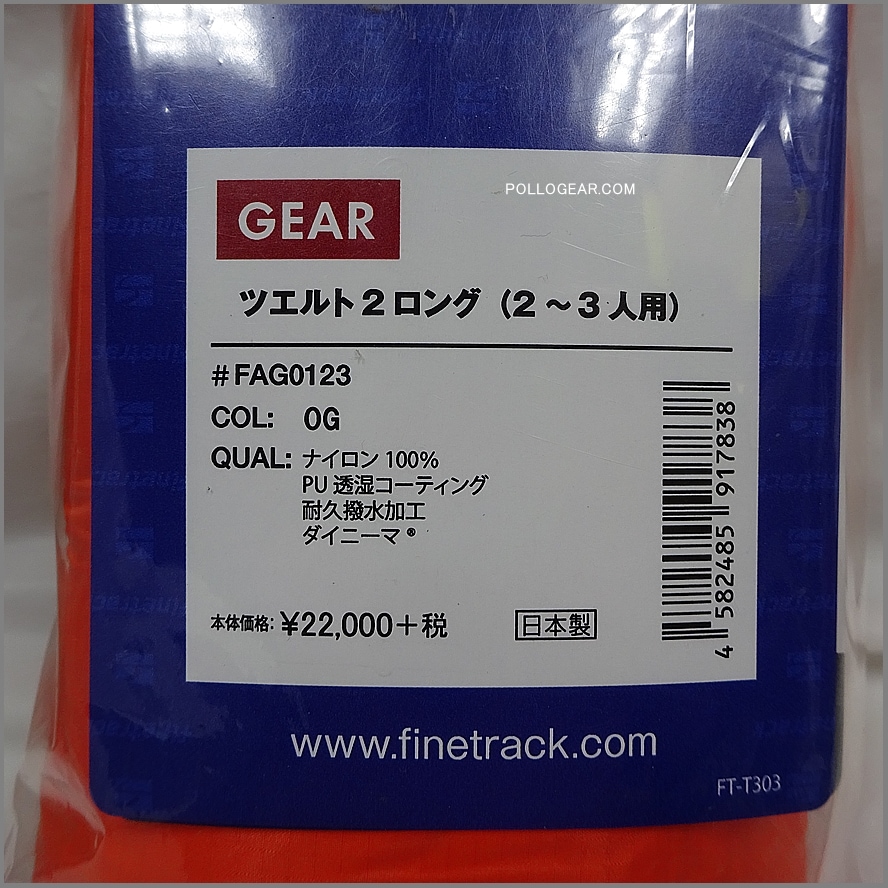 POLLOGEAR.COM
GEAR
ツエルト2ロング（2～3人用）
#FAG0123
COL: OG
QUAL: ナイロン 100%
PU透湿コーティング
耐久撥水加工
ダイニーマ®
本体価格: ¥22,000＋税 日本製
4 582485 917838
www.finetrack.com
FT-T303